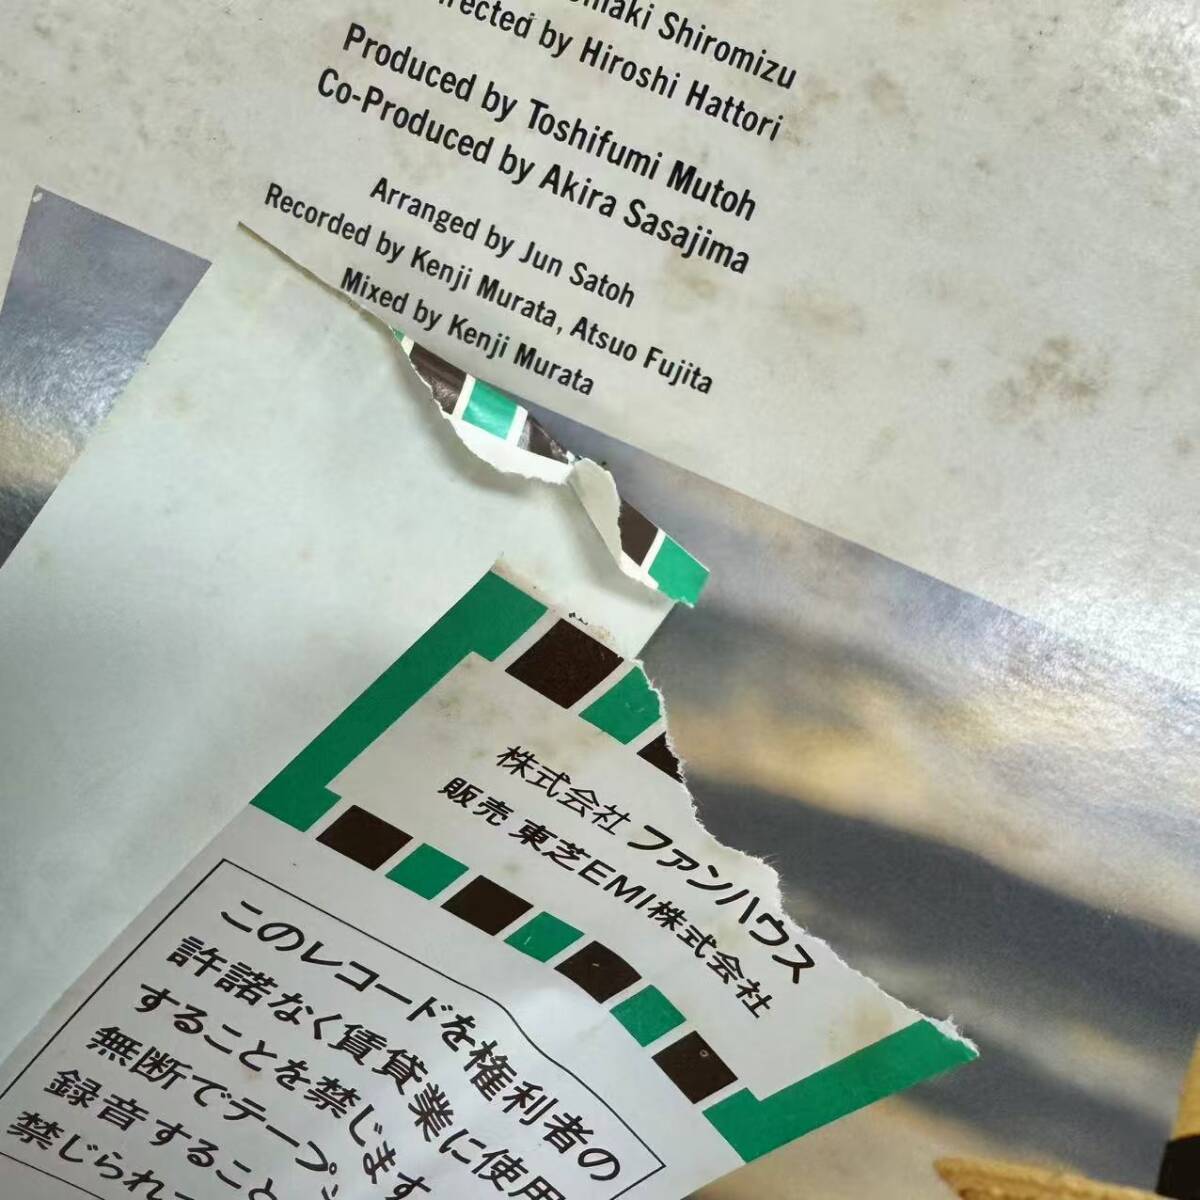 Shiromizu
by Hiroshi Hattori
Produced by Toshifumi Mutoh
Co-Produced by Akira Sasajima
Arranged by Jun Satoh
Recorded by Kenji Murata, Atsuo Fujita
Mixed by Kenji Murata
株式会社 ファンハウス
販売 東芝EMI株式会社
このレコードを権利者の
許諾なく賃貸業に使用
することを禁じます
無断でテープ
録音すること
禁じられ